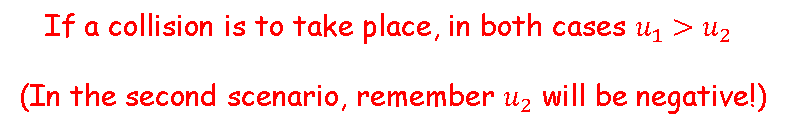 If a collision is to take place, in both cases u₁ > u₂
(In the second scenario, remember u₂ will be negative!)